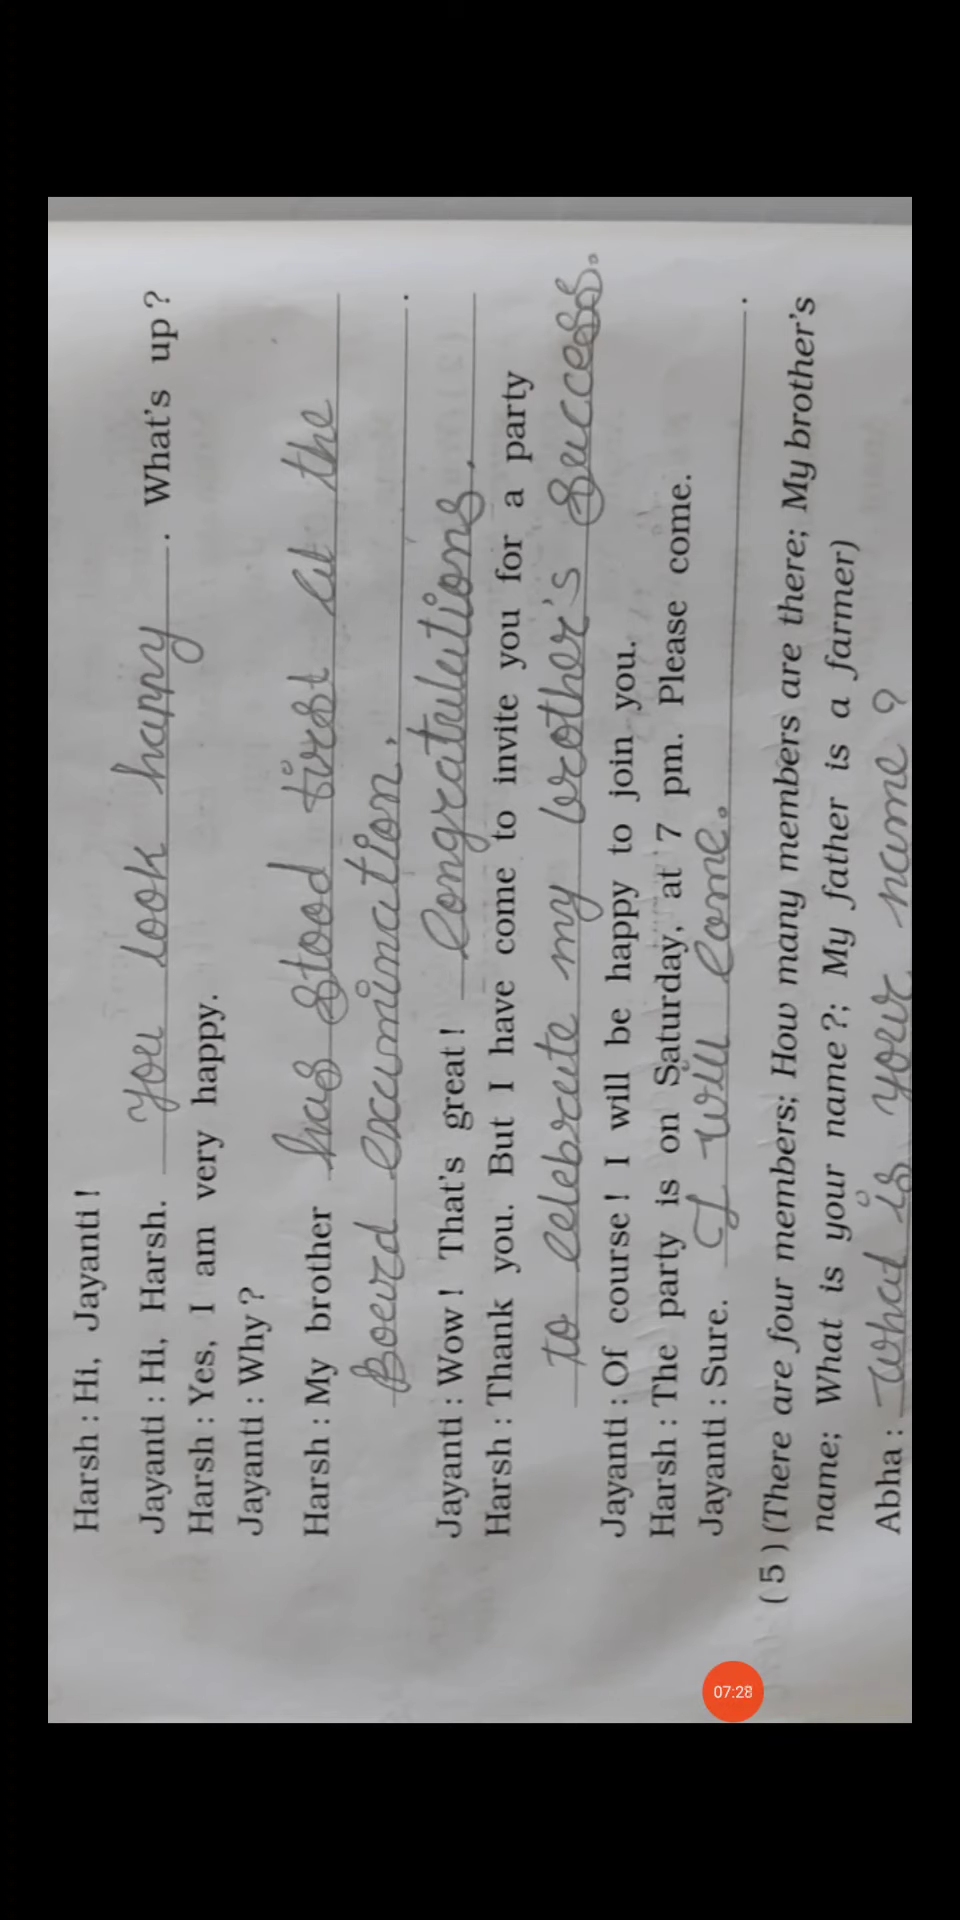 Harsh : Hi, Jayanti !
Jayanti : Hi, Harsh. You look happy. What's up ?
Harsh : Yes, I am very happy.
Jayanti : Why ?
Harsh : My brother has stood first at the
Board examination.
Jayanti : Wow ! That's great ! Congratulations.
Harsh : Thank you. But I have come to invite you for a party
to celebrate my brother's success.
Jayanti : Of course ! I will be happy to join you.
Harsh : The party is on Saturday, at 7 pm. Please come.
Jayanti : Sure. I will come.
( 5 ) (There are four members; How many members are there; My brother's
name; What is your name ?; My father is a farmer)
Abha : What is your name ?
07:28